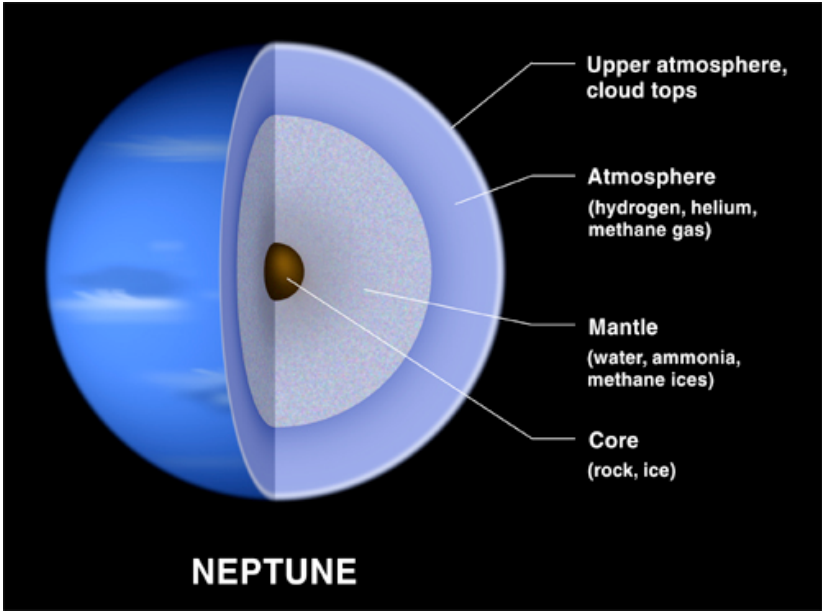 Upper atmosphere,
cloud tops
Atmosphere
(hydrogen, helium,
methane gas)
Mantle
(water, ammonia,
methane ices)
Core
(rock, ice)
NEPTUNE